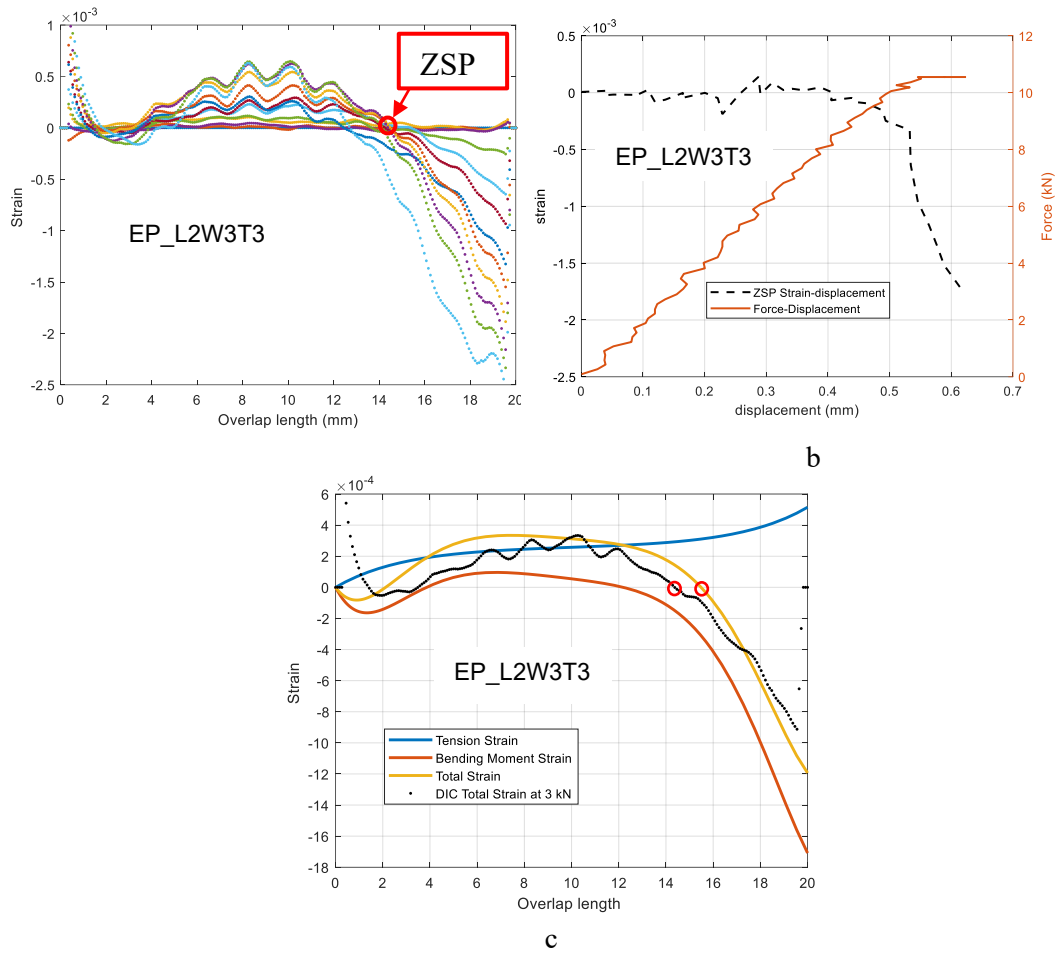 ×10⁻³
1
0.5
0
-0.5
-1
-1.5
-2
-2.5
Strain
ZSP
EP_L2W3T3
0 2 4 6 8 10 12 14 16 18 20
Overlap length (mm)
0.5
0
-0.5
-1
-1.5
-2
-2.5
×10⁻³
strain
EP_L2W3T3
ZSP Strain-displacement
Force-Displacement
12
10
8
6
4
2
0
Force (kN)
0 0.1 0.2 0.3 0.4 0.5 0.6 0.7
displacement (mm)
b
×10⁻⁴
6
4
2
0
-2
-4
-6
-8
-10
-12
-14
-16
-18
Strain
EP_L2W3T3
Tension Strain
Bending Moment Strain
Total Strain
DIC Total Strain at 3 kN
0 2 4 6 8 10 12 14 16 18 20
Overlap length
c